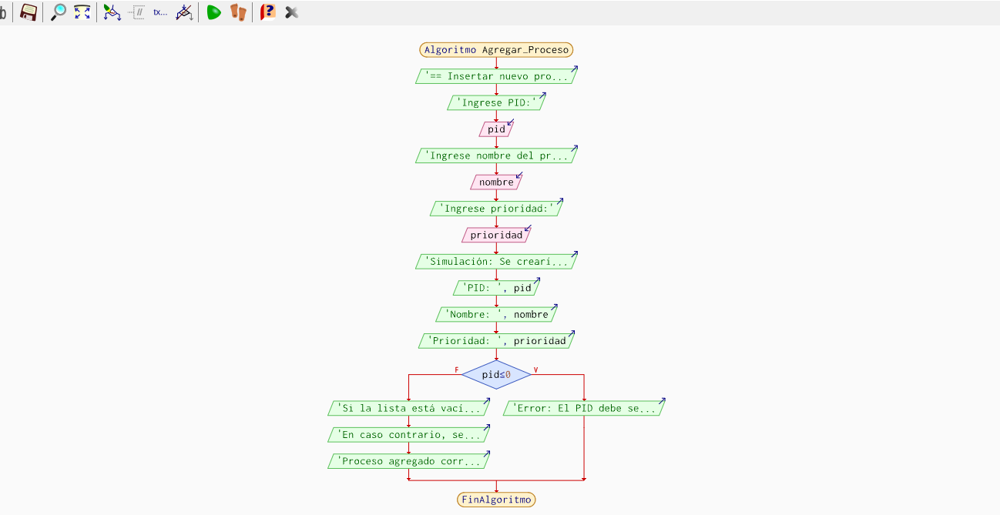 tx...
Algoritmo Agregar_Proceso
'== Insertar nuevo pro...
'Ingrese PID:'
pid
'Ingrese nombre del pr...
nombre
'Ingrese prioridad:'
prioridad
'Simulación: Se crearí...
'PID: ', pid
'Nombre: ', nombre
'Prioridad: ', prioridad
F
V
pid≤0
'Si la lista está vací...
'Error: El PID debe se...
'En caso contrario, se...
'Proceso agregado corr...
FinAlgoritmo